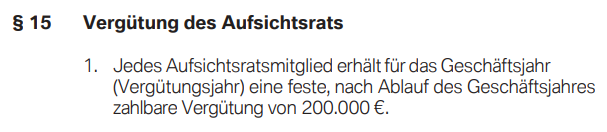 § 15 Vergütung des Aufsichtsrats
1. Jedes Aufsichtsratsmitglied erhält für das Geschäftsjahr
(Vergütungsjahr) eine feste, nach Ablauf des Geschäftsjahres
zahlbare Vergütung von 200.000 €.